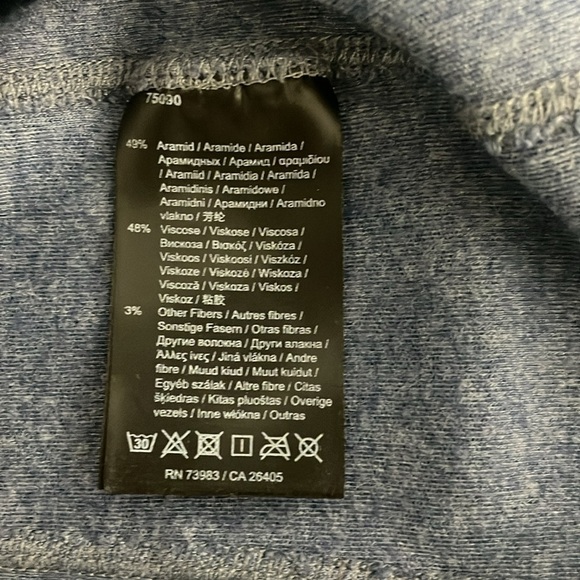 75090
49% Aramid / Aramide / Aramida /
Арамидных / Арамид / αραμιδίου
/ Aramiid / Aramidia / Aramīda /
Aramidinis / Aramidowe /
Aramidni / Арамидни / Aramidno
vlakno / 芳纶
48% Viscose / Viskose / Viscosa /
Вискоза / Βισκόζ / Viskóza /
Viskoos / Viskoosi / Viszkóz /
Viskoze / Viskozė / Wiskoza /
Viscoză / Viskoza / Viskos /
Viskoz / 粘胶
3% Other Fibers / Autres fibres /
Sonstige Fasern / Otras fibras /
Другие волокна / Други влакна /
Άλλες ίνες / Jiná vlákna / Andre
fibre / Muud kiud / Muut kuidut /
Egyéb szálak / Altre fibre / Citas
šķiedras / Kitas pluoštas / Overige
vezels / Inne włókna / Outras
30
RN 73983 / CA 26405